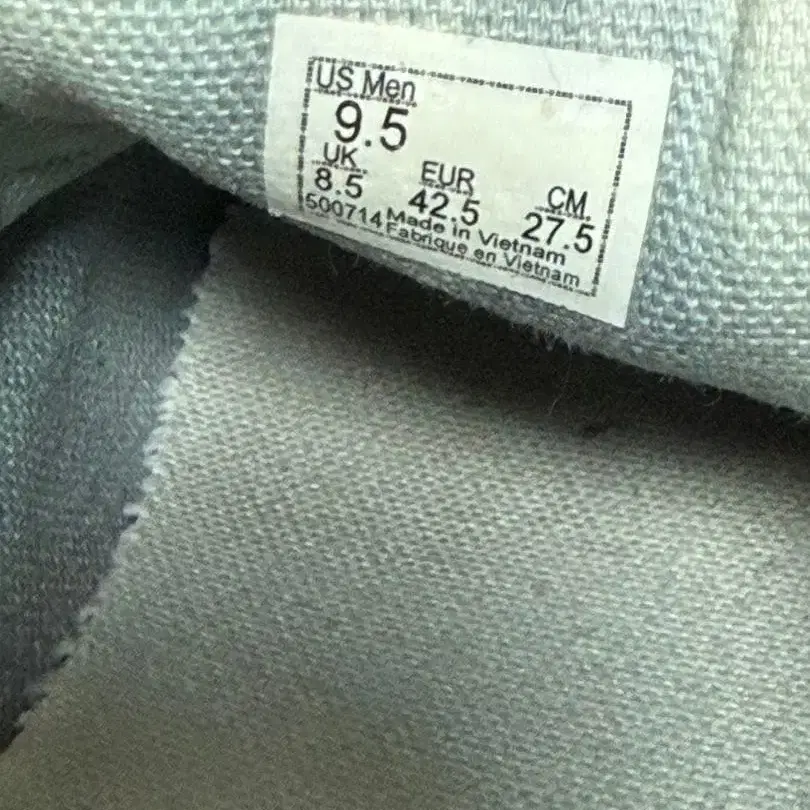 US Men
9.5
UK EUR CM.
8.5 42.5 27.5
500714 Made in Vietnam
Fabrique en Vietnam